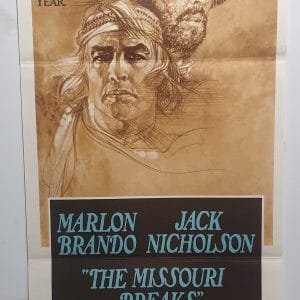 YEAR.
MARLON JACK
BRANDO NICHOLSON
"THE MISSOURI
BREAKS"